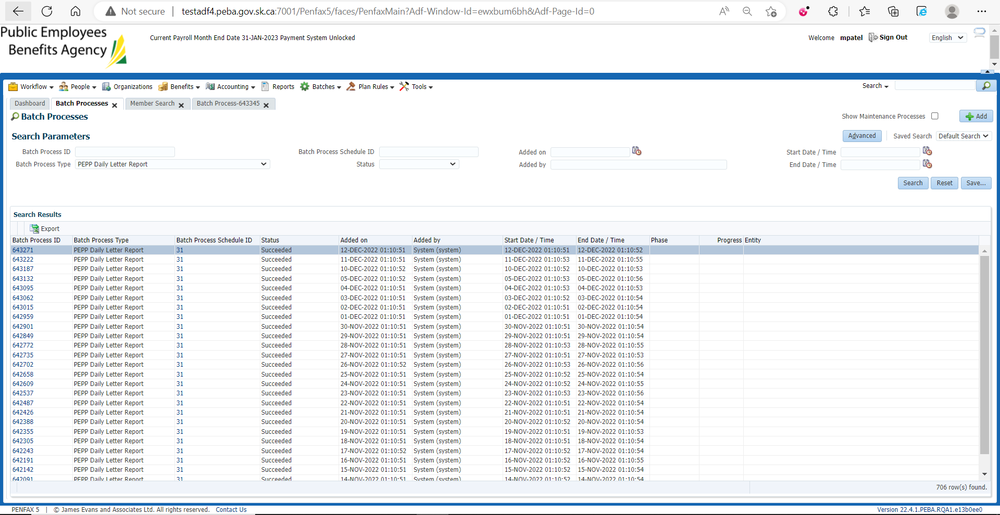 Not secure | testadf4.peba.gov.sk.ca:7001/Penfax5/faces/PenfaxMain?Adf-Window-Id=ewxbum6bh&Adf-Page-Id=0
Public Employees
Benefits Agency
Current Payroll Month End Date 31-JAN-2023 Payment System Unlocked
Welcome mpatel Sign Out English
Workflow People Organizations Benefits Accounting Reports Batches Plan Rules Tools Search
Dashboard Batch Processes Member Search Batch Process-643345
Batch Processes Show Maintenance Processes Add
Search Parameters Advanced Saved Search Default Search
Batch Process ID Batch Process Schedule ID Added on Start Date / Time
Batch Process Type PEPP Daily Letter Report Status Added by End Date / Time
Search Reset Save...
Search Results
Export
Batch Process ID Batch Process Type Batch Process Schedule ID Status Added on Added by Start Date / Time End Date / Time Phase Progress Entity
643271 PEPP Daily Letter Report 31 Succeeded 12-DEC-2022 01:10:51 System (system) 12-DEC-2022 01:10:51 12-DEC-2022 01:10:52
643222 PEPP Daily Letter Report 31 Succeeded 11-DEC-2022 01:10:51 System (system) 11-DEC-2022 01:10:53 11-DEC-2022 01:10:55
643187 PEPP Daily Letter Report 31 Succeeded 10-DEC-2022 01:10:52 System (system) 10-DEC-2022 01:10:52 10-DEC-2022 01:10:53
643132 PEPP Daily Letter Report 31 Succeeded 05-DEC-2022 01:10:52 System (system) 05-DEC-2022 01:10:53 05-DEC-2022 01:10:56
643095 PEPP Daily Letter Report 31 Succeeded 04-DEC-2022 01:10:51 System (system) 04-DEC-2022 01:10:53 04-DEC-2022 01:10:53
643062 PEPP Daily Letter Report 31 Succeeded 03-DEC-2022 01:10:51 System (system) 03-DEC-2022 01:10:52 03-DEC-2022 01:10:54
643015 PEPP Daily Letter Report 31 Succeeded 02-DEC-2022 01:10:51 System (system) 02-DEC-2022 01:10:51 02-DEC-2022 01:10:54
642959 PEPP Daily Letter Report 31 Succeeded 01-DEC-2022 01:10:51 System (system) 01-DEC-2022 01:10:51 01-DEC-2022 01:10:54
642901 PEPP Daily Letter Report 31 Succeeded 30-NOV-2022 01:10:51 System (system) 30-NOV-2022 01:10:51 30-NOV-2022 01:10:54
642849 PEPP Daily Letter Report 31 Succeeded 29-NOV-2022 01:10:51 System (system) 29-NOV-2022 01:10:51 29-NOV-2022 01:10:54
642772 PEPP Daily Letter Report 31 Succeeded 28-NOV-2022 01:10:51 System (system) 28-NOV-2022 01:10:53 28-NOV-2022 01:10:55
642735 PEPP Daily Letter Report 31 Succeeded 27-NOV-2022 01:10:51 System (system) 27-NOV-2022 01:10:51 27-NOV-2022 01:10:53
642702 PEPP Daily Letter Report 31 Succeeded 26-NOV-2022 01:10:52 System (system) 26-NOV-2022 01:10:53 26-NOV-2022 01:10:56
642658 PEPP Daily Letter Report 31 Succeeded 25-NOV-2022 01:10:51 System (system) 25-NOV-2022 01:10:52 25-NOV-2022 01:10:54
642609 PEPP Daily Letter Report 31 Succeeded 24-NOV-2022 01:10:51 System (system) 24-NOV-2022 01:10:52 24-NOV-2022 01:10:55
642537 PEPP Daily Letter Report 31 Succeeded 23-NOV-2022 01:10:51 System (system) 23-NOV-2022 01:10:53 23-NOV-2022 01:10:56
642487 PEPP Daily Letter Report 31 Succeeded 22-NOV-2022 01:10:51 System (system) 22-NOV-2022 01:10:51 22-NOV-2022 01:10:54
642426 PEPP Daily Letter Report 31 Succeeded 21-NOV-2022 01:10:51 System (system) 21-NOV-2022 01:10:51 21-NOV-2022 01:10:54
642388 PEPP Daily Letter Report 31 Succeeded 20-NOV-2022 01:10:51 System (system) 20-NOV-2022 01:10:52 20-NOV-2022 01:10:54
642355 PEPP Daily Letter Report 31 Succeeded 19-NOV-2022 01:10:51 System (system) 19-NOV-2022 01:10:51 19-NOV-2022 01:10:53
642305 PEPP Daily Letter Report 31 Succeeded 18-NOV-2022 01:10:51 System (system) 18-NOV-2022 01:10:51 18-NOV-2022 01:10:54
642243 PEPP Daily Letter Report 31 Succeeded 17-NOV-2022 01:10:52 System (system) 17-NOV-2022 01:10:52 17-NOV-2022 01:10:54
642191 PEPP Daily Letter Report 31 Succeeded 16-NOV-2022 01:10:51 System (system) 16-NOV-2022 01:10:52 16-NOV-2022 01:10:55
642142 PEPP Daily Letter Report 31 Succeeded 15-NOV-2022 01:10:51 System (system) 15-NOV-2022 01:10:52 15-NOV-2022 01:10:54
642091 PEPP Daily Letter Report 31 Succeeded 14-NOV-2022 01:10:51 System (system) 14-NOV-2022 01:10:52 14-NOV-2022 01:10:54
706 row(s) found.
PENFAX 5 | © James Evans and Associates Ltd. All rights reserved. Contact Us Version 22.4.1.PEBA.RQA1.e13b0ee0